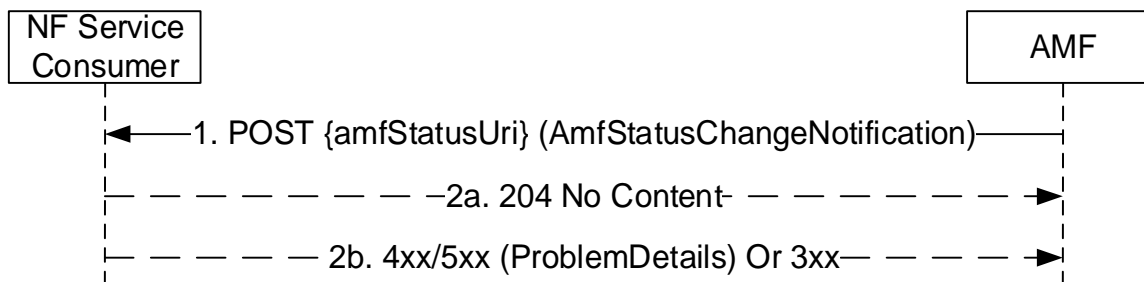 NF Service
Consumer
AMF
1. POST {amfStatusUri} (AmfStatusChangeNotification)
2a. 204 No Content
2b. 4xx/5xx (ProblemDetails) Or 3xx